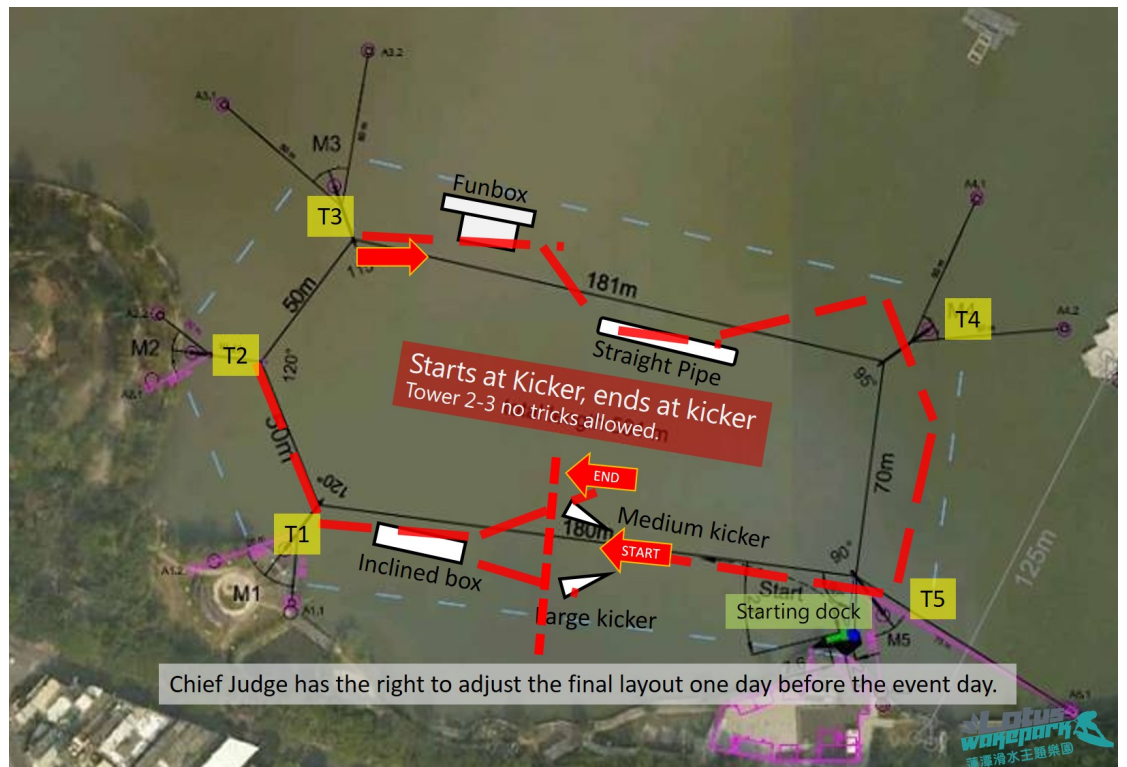 A3.2
A3.1
M3
Funbox
T3
A4.1
50m
181m
A4.2
T4
M2
T2
Straight Pipe
120°
95°
Starts at Kicker, ends at kicker
Tower 2-3 no tricks allowed.
50m
END
70m
120°
Medium kicker
180m
START
T1
Inclined box
90°
125m
A1.2
Start
M1
Large kicker
Starting dock
T5
A1.1
M5
Chief Judge has the right to adjust the final layout one day before the event day.
Lotus
wakepark
蓮潭滑水主題樂園